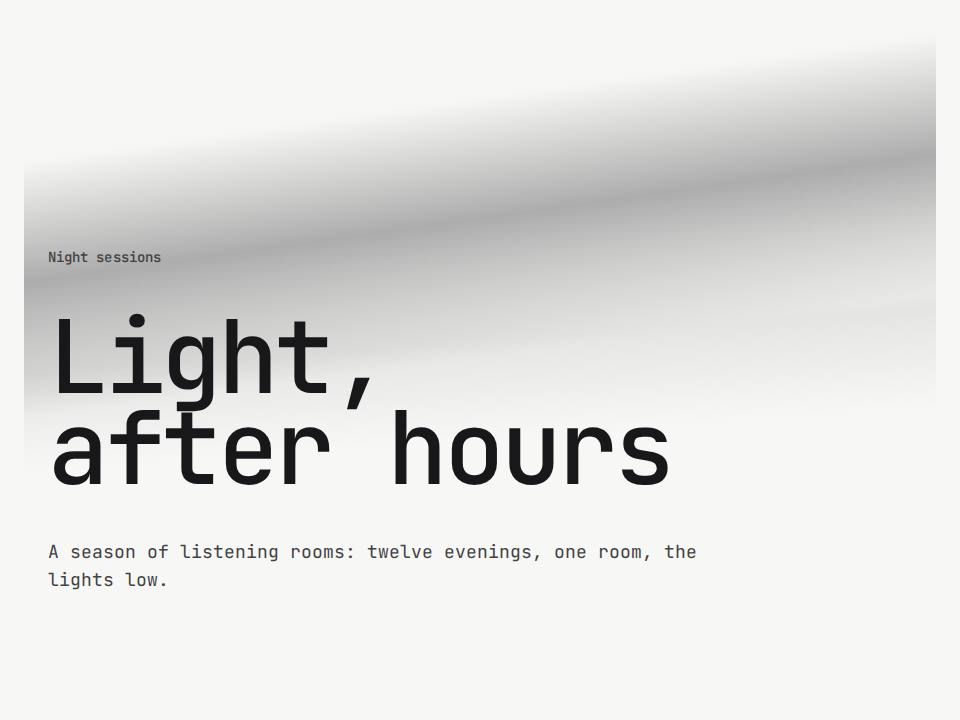 Night sessions
Light,
after hours
A season of listening rooms: twelve evenings, one room, the
lights low.